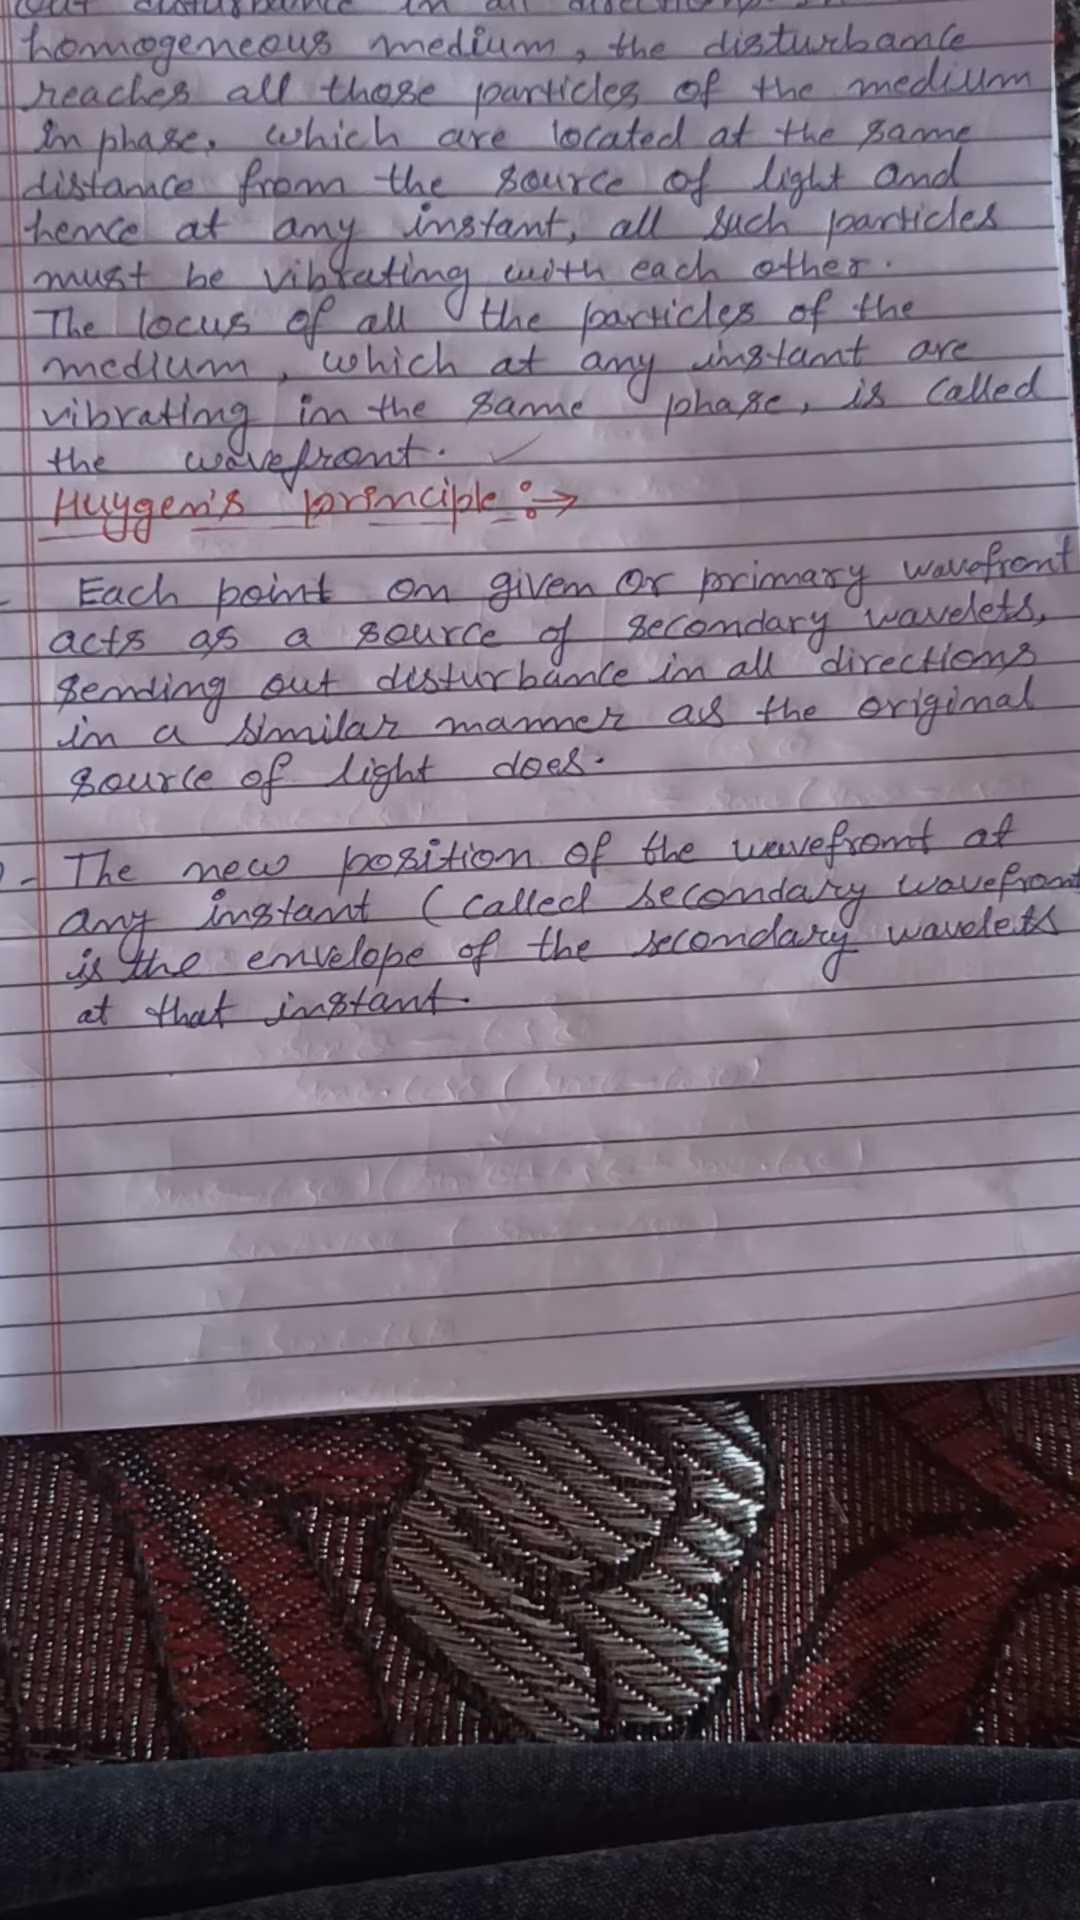 out disturbance in all directions in
homogeneous medium, the disturbance
reaches all those particles of the medium
in phase, which are located at the same
distance from the source of light and
hence at any instant, all such particles
must be vibrating with each other.
The locus of all the particles of the
medium, which at any instant are
vibrating in the same phase, is called
the wavefront. ✓
Huygen's principle :→
- Each point on given or primary wavefront
acts as a source of secondary wavelets,
sending out disturbance in all directions
in a similar manner as the original
source of light does.
- The new position of the wavefront at
any instant (called secondary wavefront
is the envelope of the secondary wavelets
at that instant.